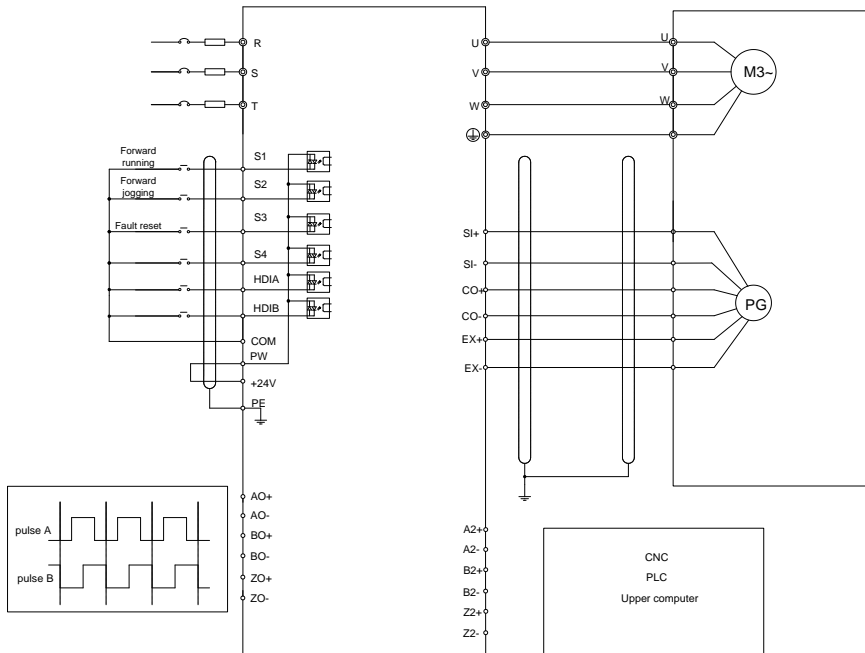 R
S
T
U
V
W
U
V
W
M3~
Forward
running
S1
Forward
jogging
S2
Fault reset
S3
S4
HDIA
HDIB
COM
PW
+24V
PE
SI+
SI-
CO+
CO-
EX+
EX-
PG
pulse A
pulse B
AO+
AO-
BO+
BO-
ZO+
ZO-
A2+
A2-
B2+
B2-
Z2+
Z2-
CNC
PLC
Upper computer